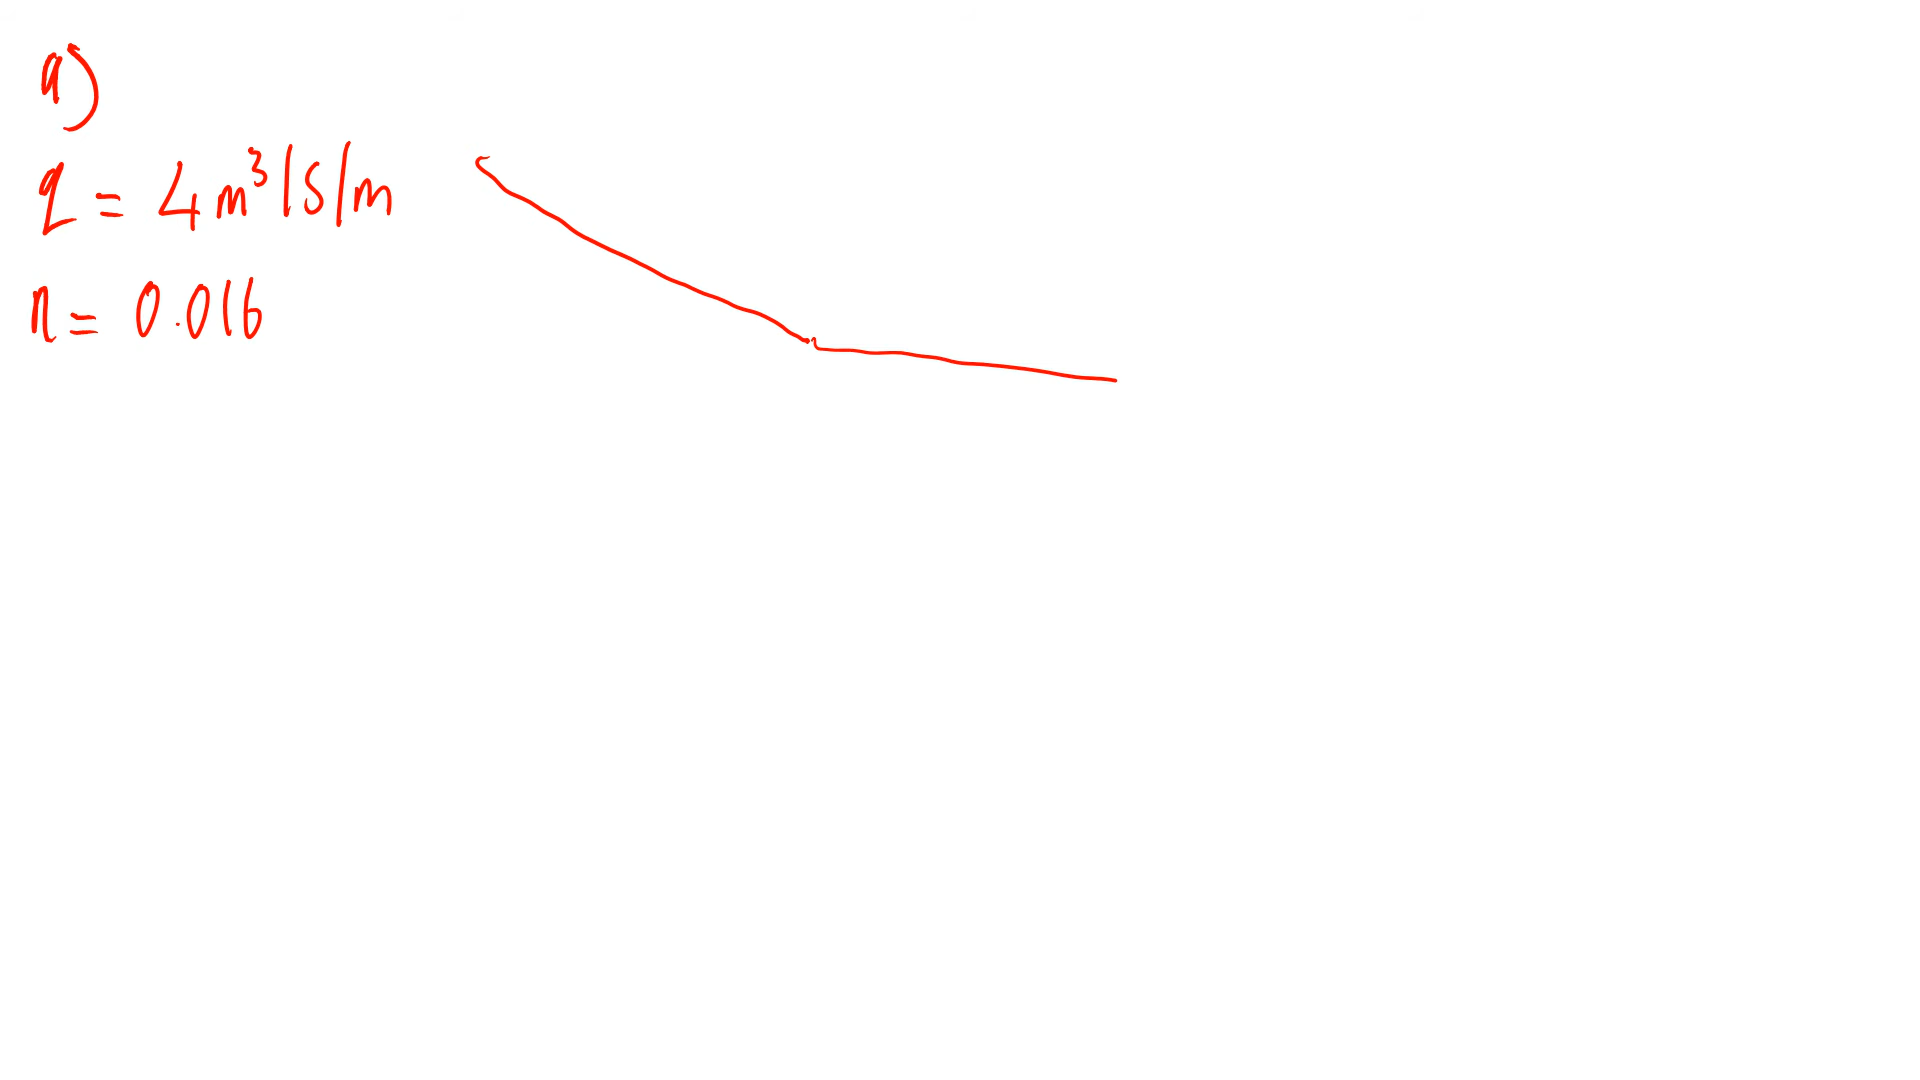 a)
q = 4 m³/s/m
n = 0.016